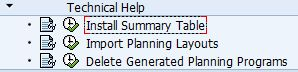 Technical Help
Install Summary Table
Import Planning Layouts
Delete Generated Planning Programs